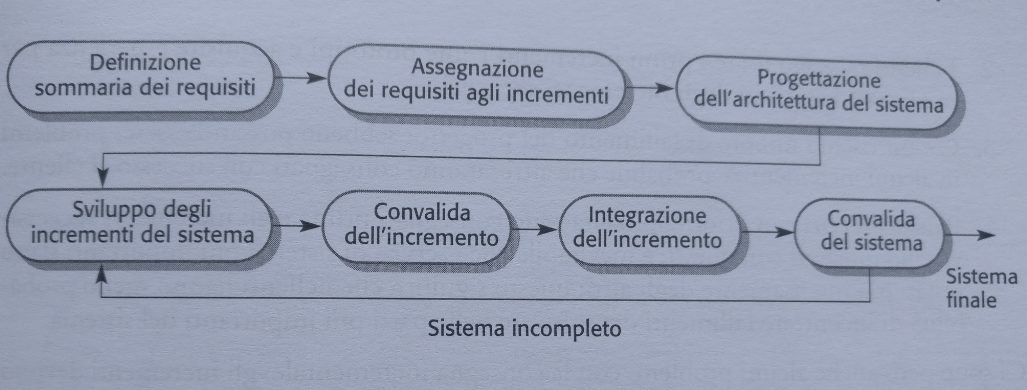 Definizione
sommaria dei requisiti
Assegnazione
dei requisiti agli incrementi
Progettazione
dell'architettura del sistema
Sviluppo degli
incrementi del sistema
Convalida
dell'incremento
Integrazione
dell'incremento
Convalida
del sistema
Sistema
finale
Sistema incompleto